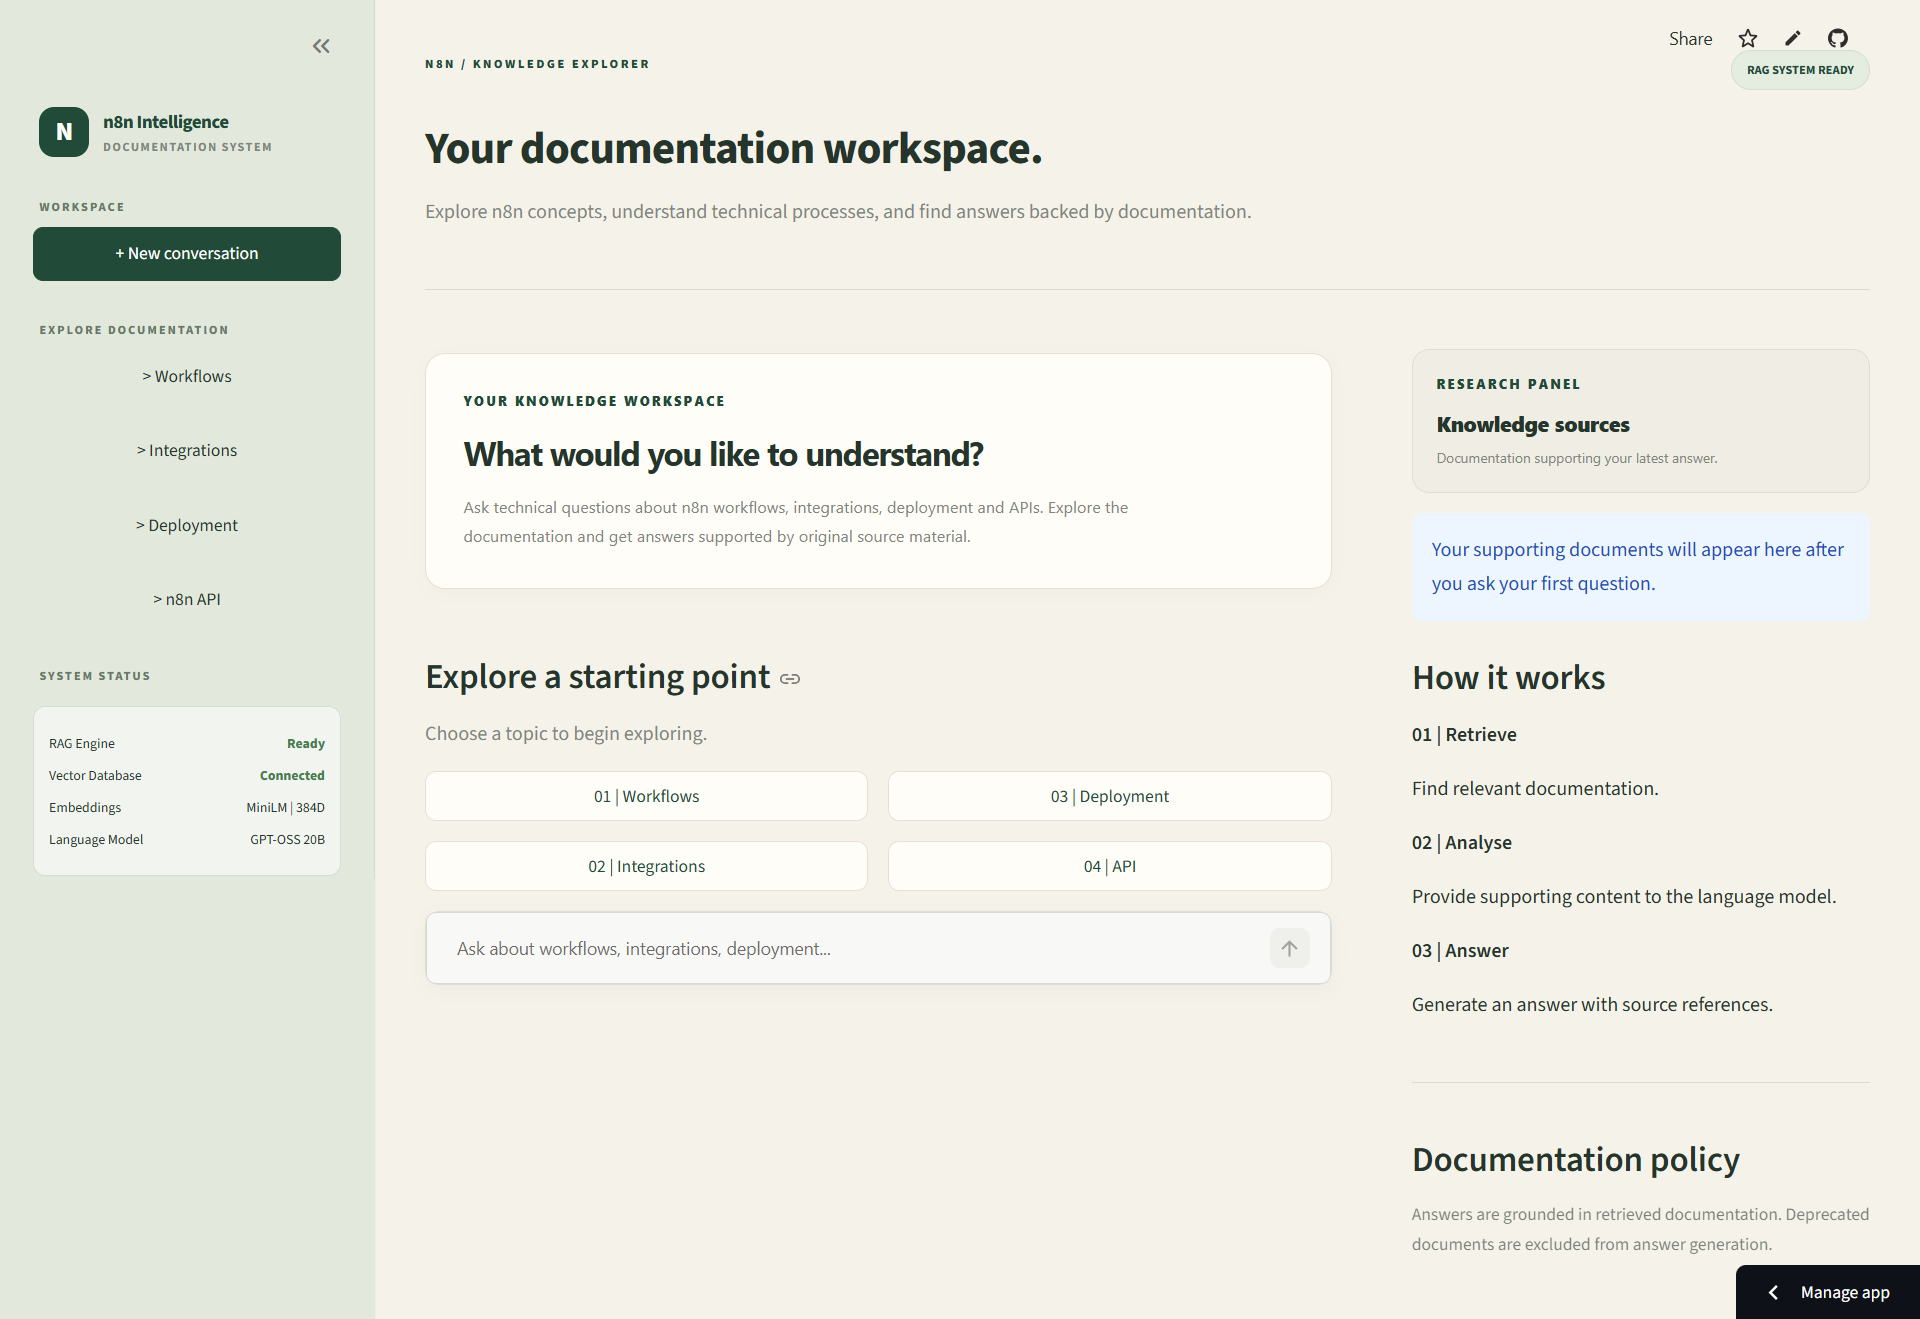 N
n8n Intelligence
DOCUMENTATION SYSTEM
WORKSPACE
+ New conversation
EXPLORE DOCUMENTATION
> Workflows
> Integrations
> Deployment
> n8n API
SYSTEM STATUS
RAG Engine Ready
Vector Database Connected
Embeddings MiniLM | 384D
Language Model GPT-OSS 20B
Share
N8N / KNOWLEDGE EXPLORER
RAG SYSTEM READY
Your documentation workspace.
Explore n8n concepts, understand technical processes, and find answers backed by documentation.
YOUR KNOWLEDGE WORKSPACE
What would you like to understand?
Ask technical questions about n8n workflows, integrations, deployment and APIs. Explore the
documentation and get answers supported by original source material.
Explore a starting point
Choose a topic to begin exploring.
01 | Workflows
03 | Deployment
02 | Integrations
04 | API
Ask about workflows, integrations, deployment...
RESEARCH PANEL
Knowledge sources
Documentation supporting your latest answer.
Your supporting documents will appear here after
you ask your first question.
How it works
01 | Retrieve
Find relevant documentation.
02 | Analyse
Provide supporting content to the language model.
03 | Answer
Generate an answer with source references.
Documentation policy
Answers are grounded in retrieved documentation. Deprecated
documents are excluded from answer generation.
Manage app